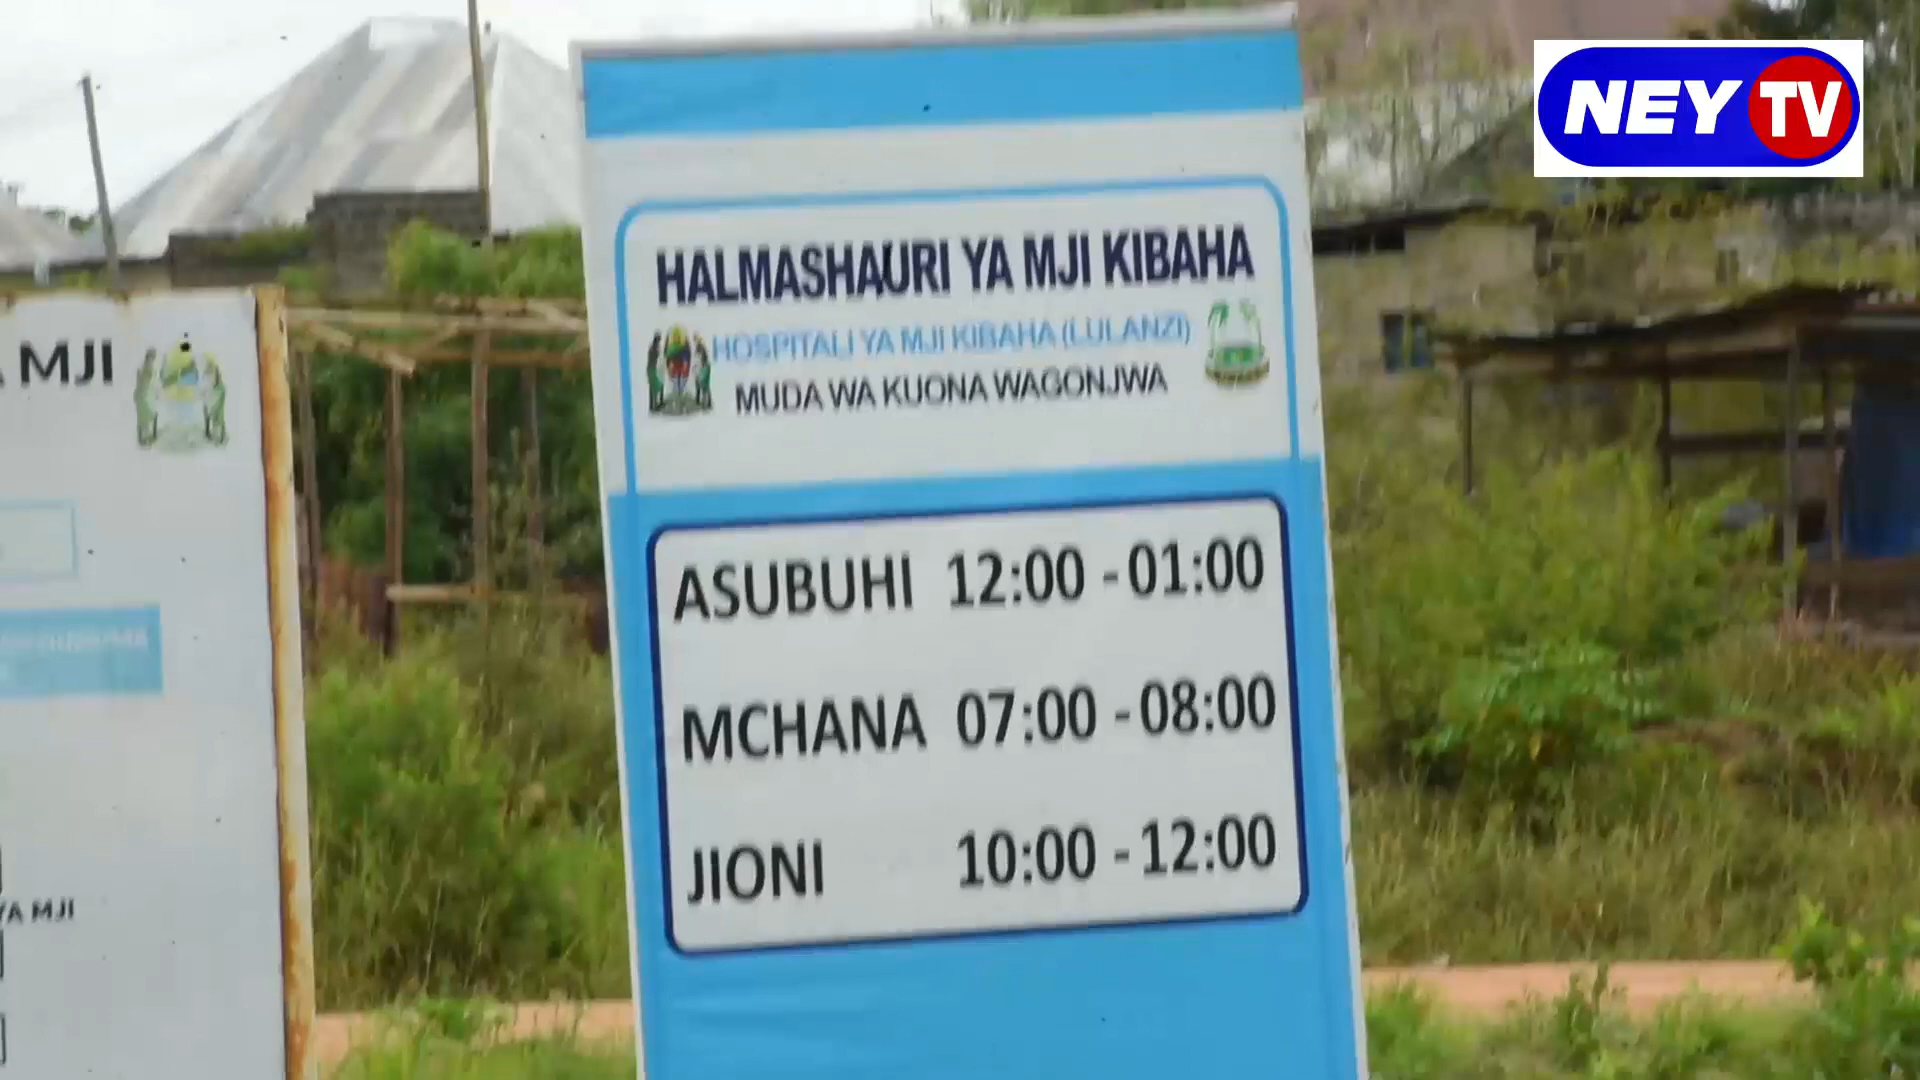 NEY TV
HALMASHAURI YA MJI KIBAHA
HOSPITALI YA MJI KIBAHA (LULANZI)
MUDA WA KUONA WAGONJWA
ASUBUHI 12:00 - 01:00
MCHANA 07:00 - 08:00
JIONI 10:00 - 12:00
MJI
YA MJI